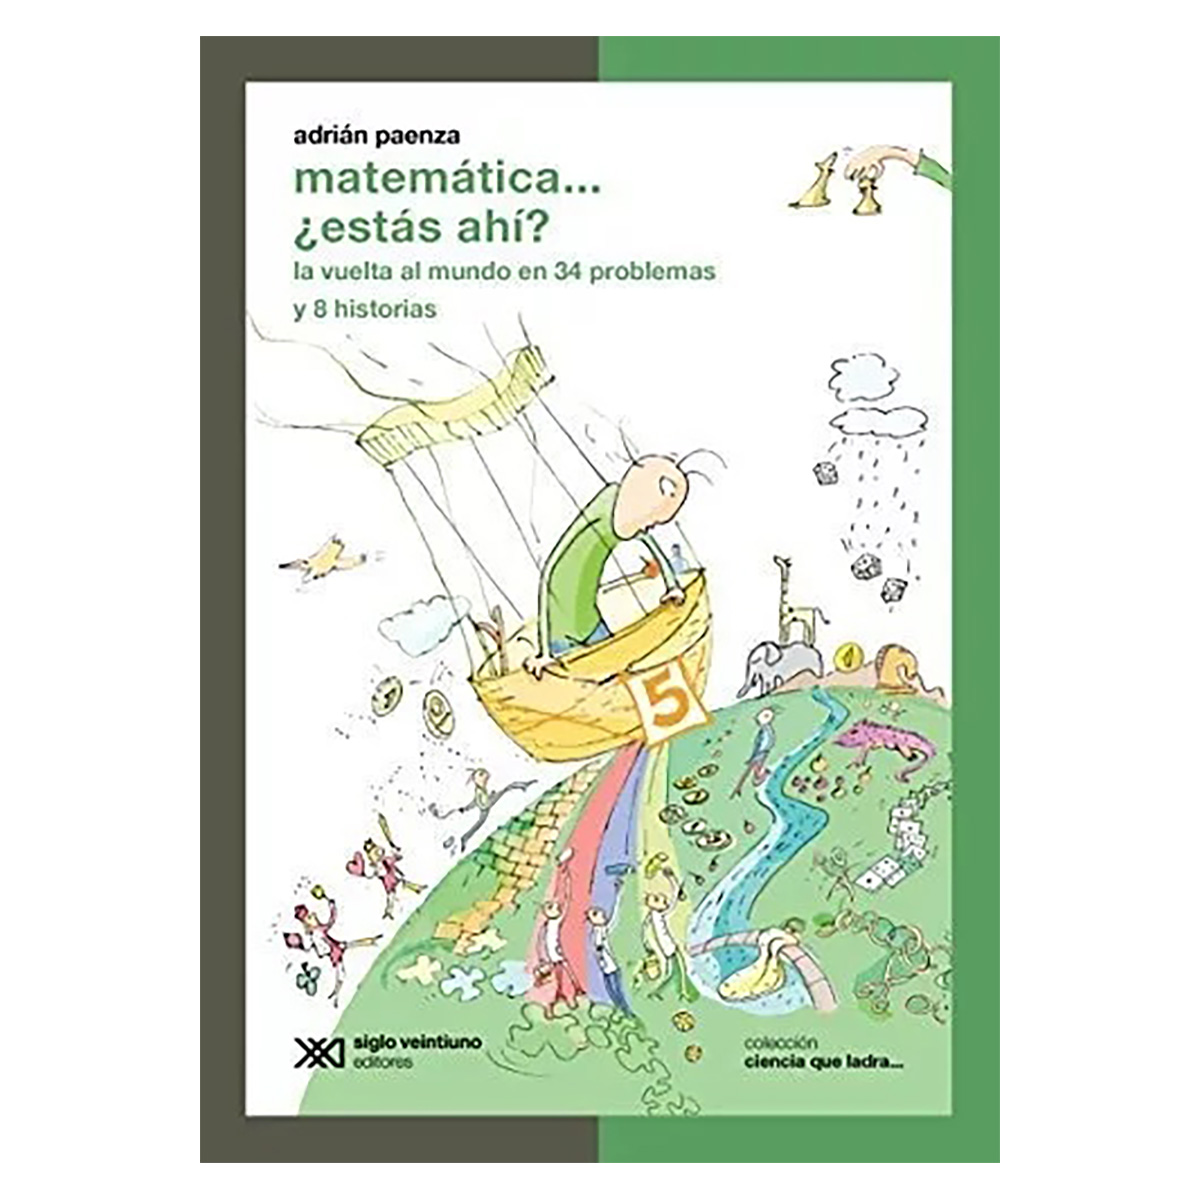 adrián paenza
matemática...
¿estás ahí?
la vuelta al mundo en 34 problemas
y 8 historias
5
siglo veintiuno
editores
colección
ciencia que ladra...